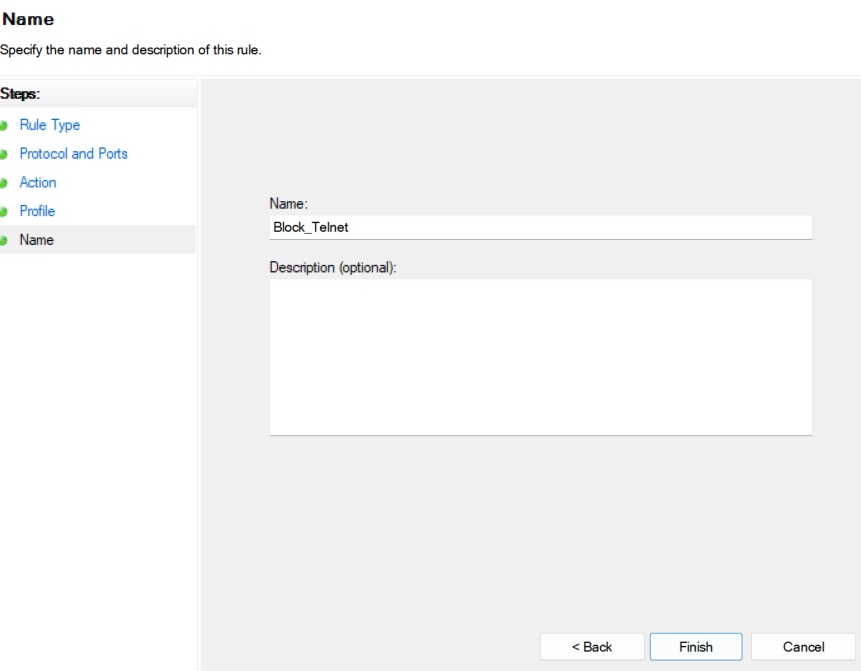 Name
Specify the name and description of this rule.
Steps:
Rule Type
Protocol and Ports
Action
Profile
Name
Name:
Block_Telnet
Description (optional):
< Back
Finish
Cancel